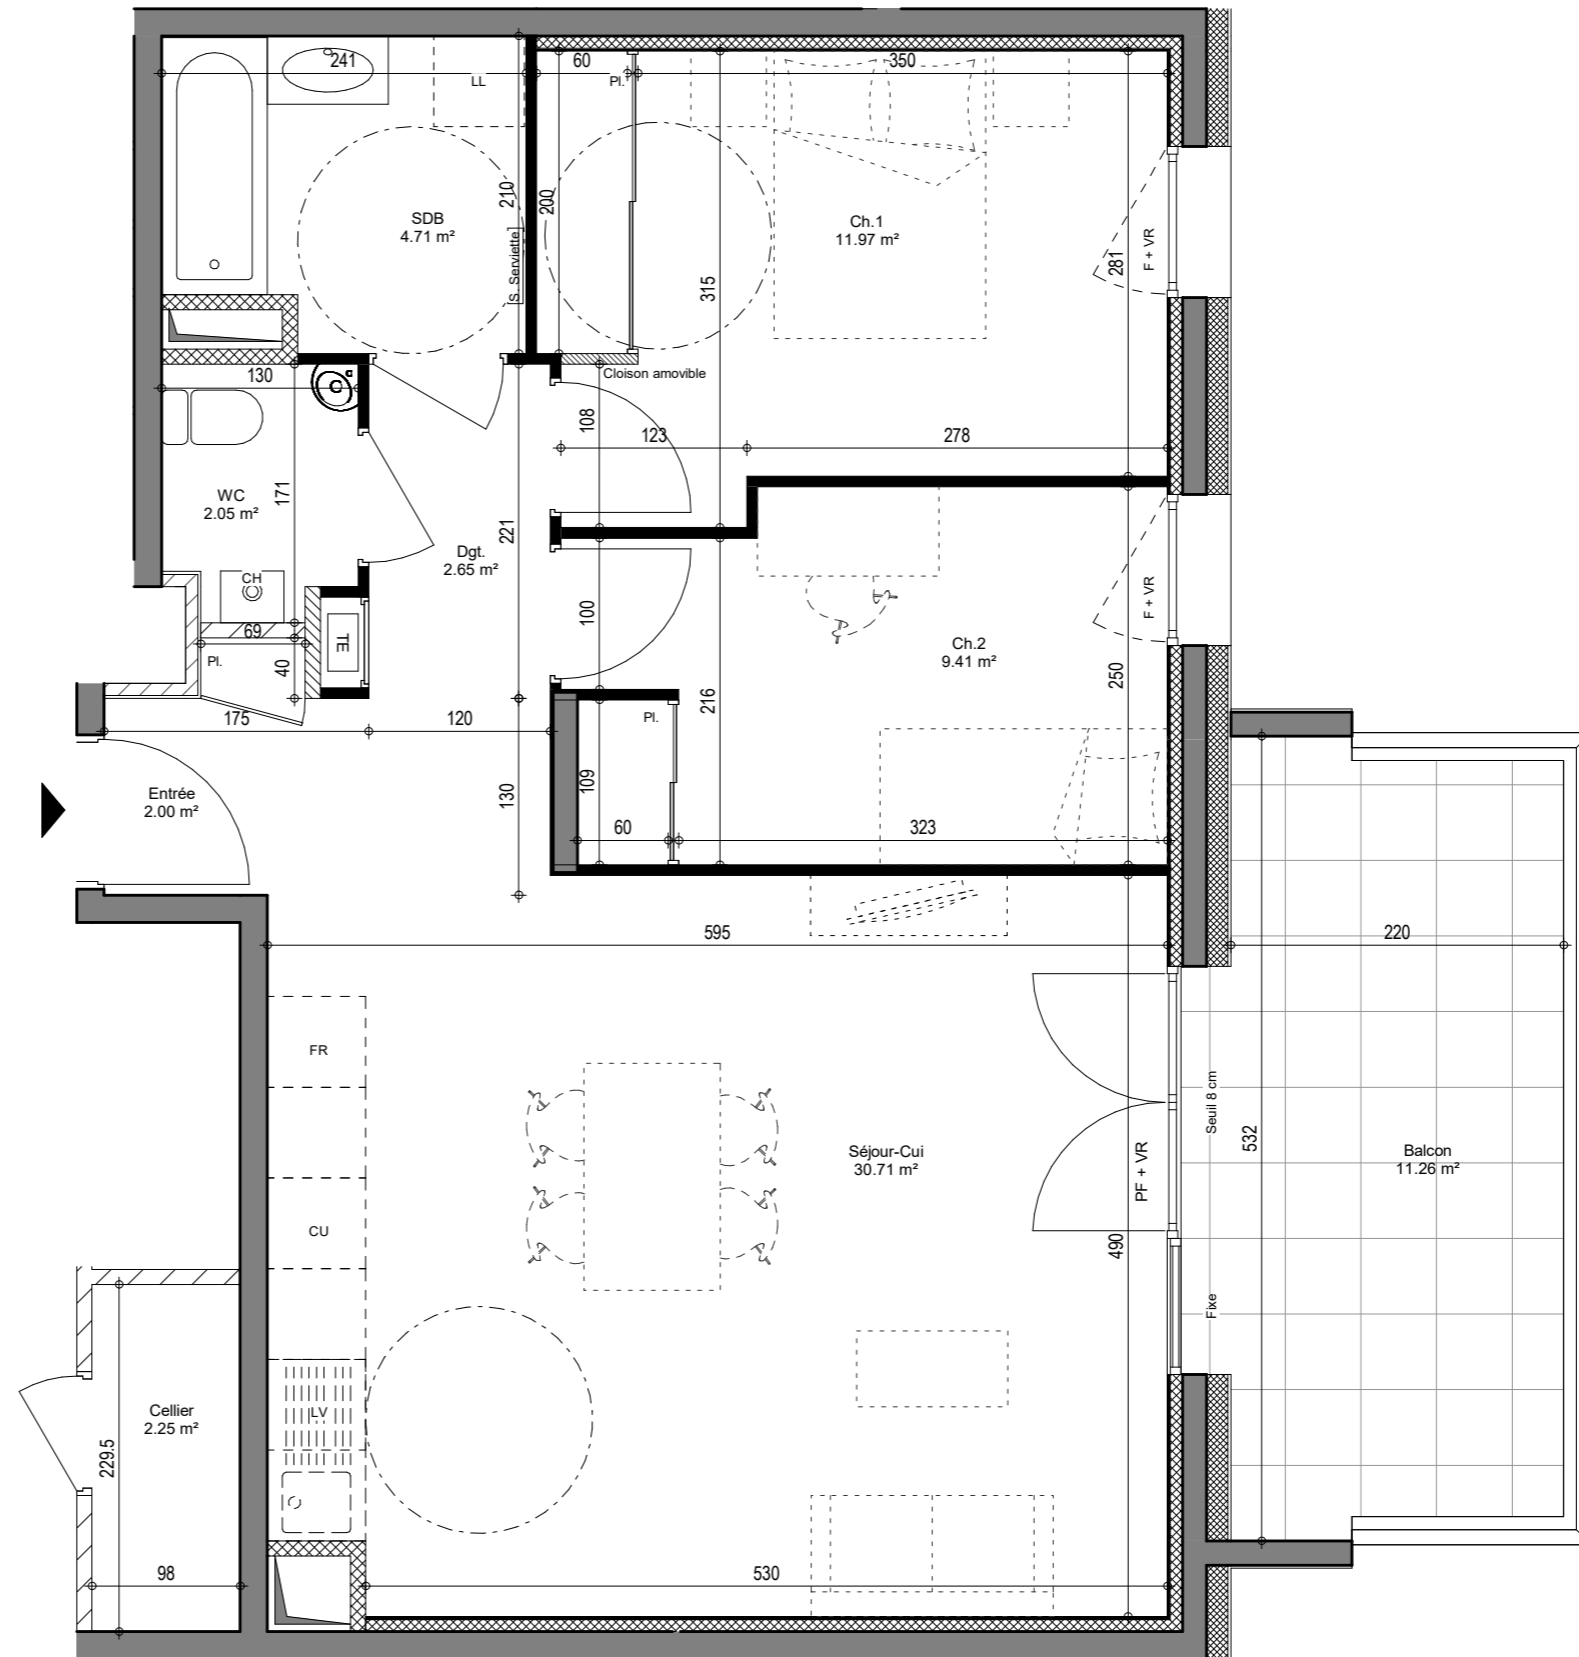 241
60
350
LL
Pl.
210
200
SDB
4.71 m²
S. Serviette
Ch.1
11.97 m²
281
F + VR
315
130
Cloison amovible
108
123
278
WC
2.05 m²
171
221
Dgt.
2.65 m²
CH
69
TE
Pl.
40
100
Ch.2
9.41 m²
F + VR
250
216
Pl.
175
120
Entrée
2.00 m²
130
109
60
323
595
220
FR
Séjour-Cui
30.71 m²
PF + VR
Seuil 8 cm
532
Balcon
11.26 m²
CU
490
Fixe
Cellier
2.25 m²
229.5
LV
98
530